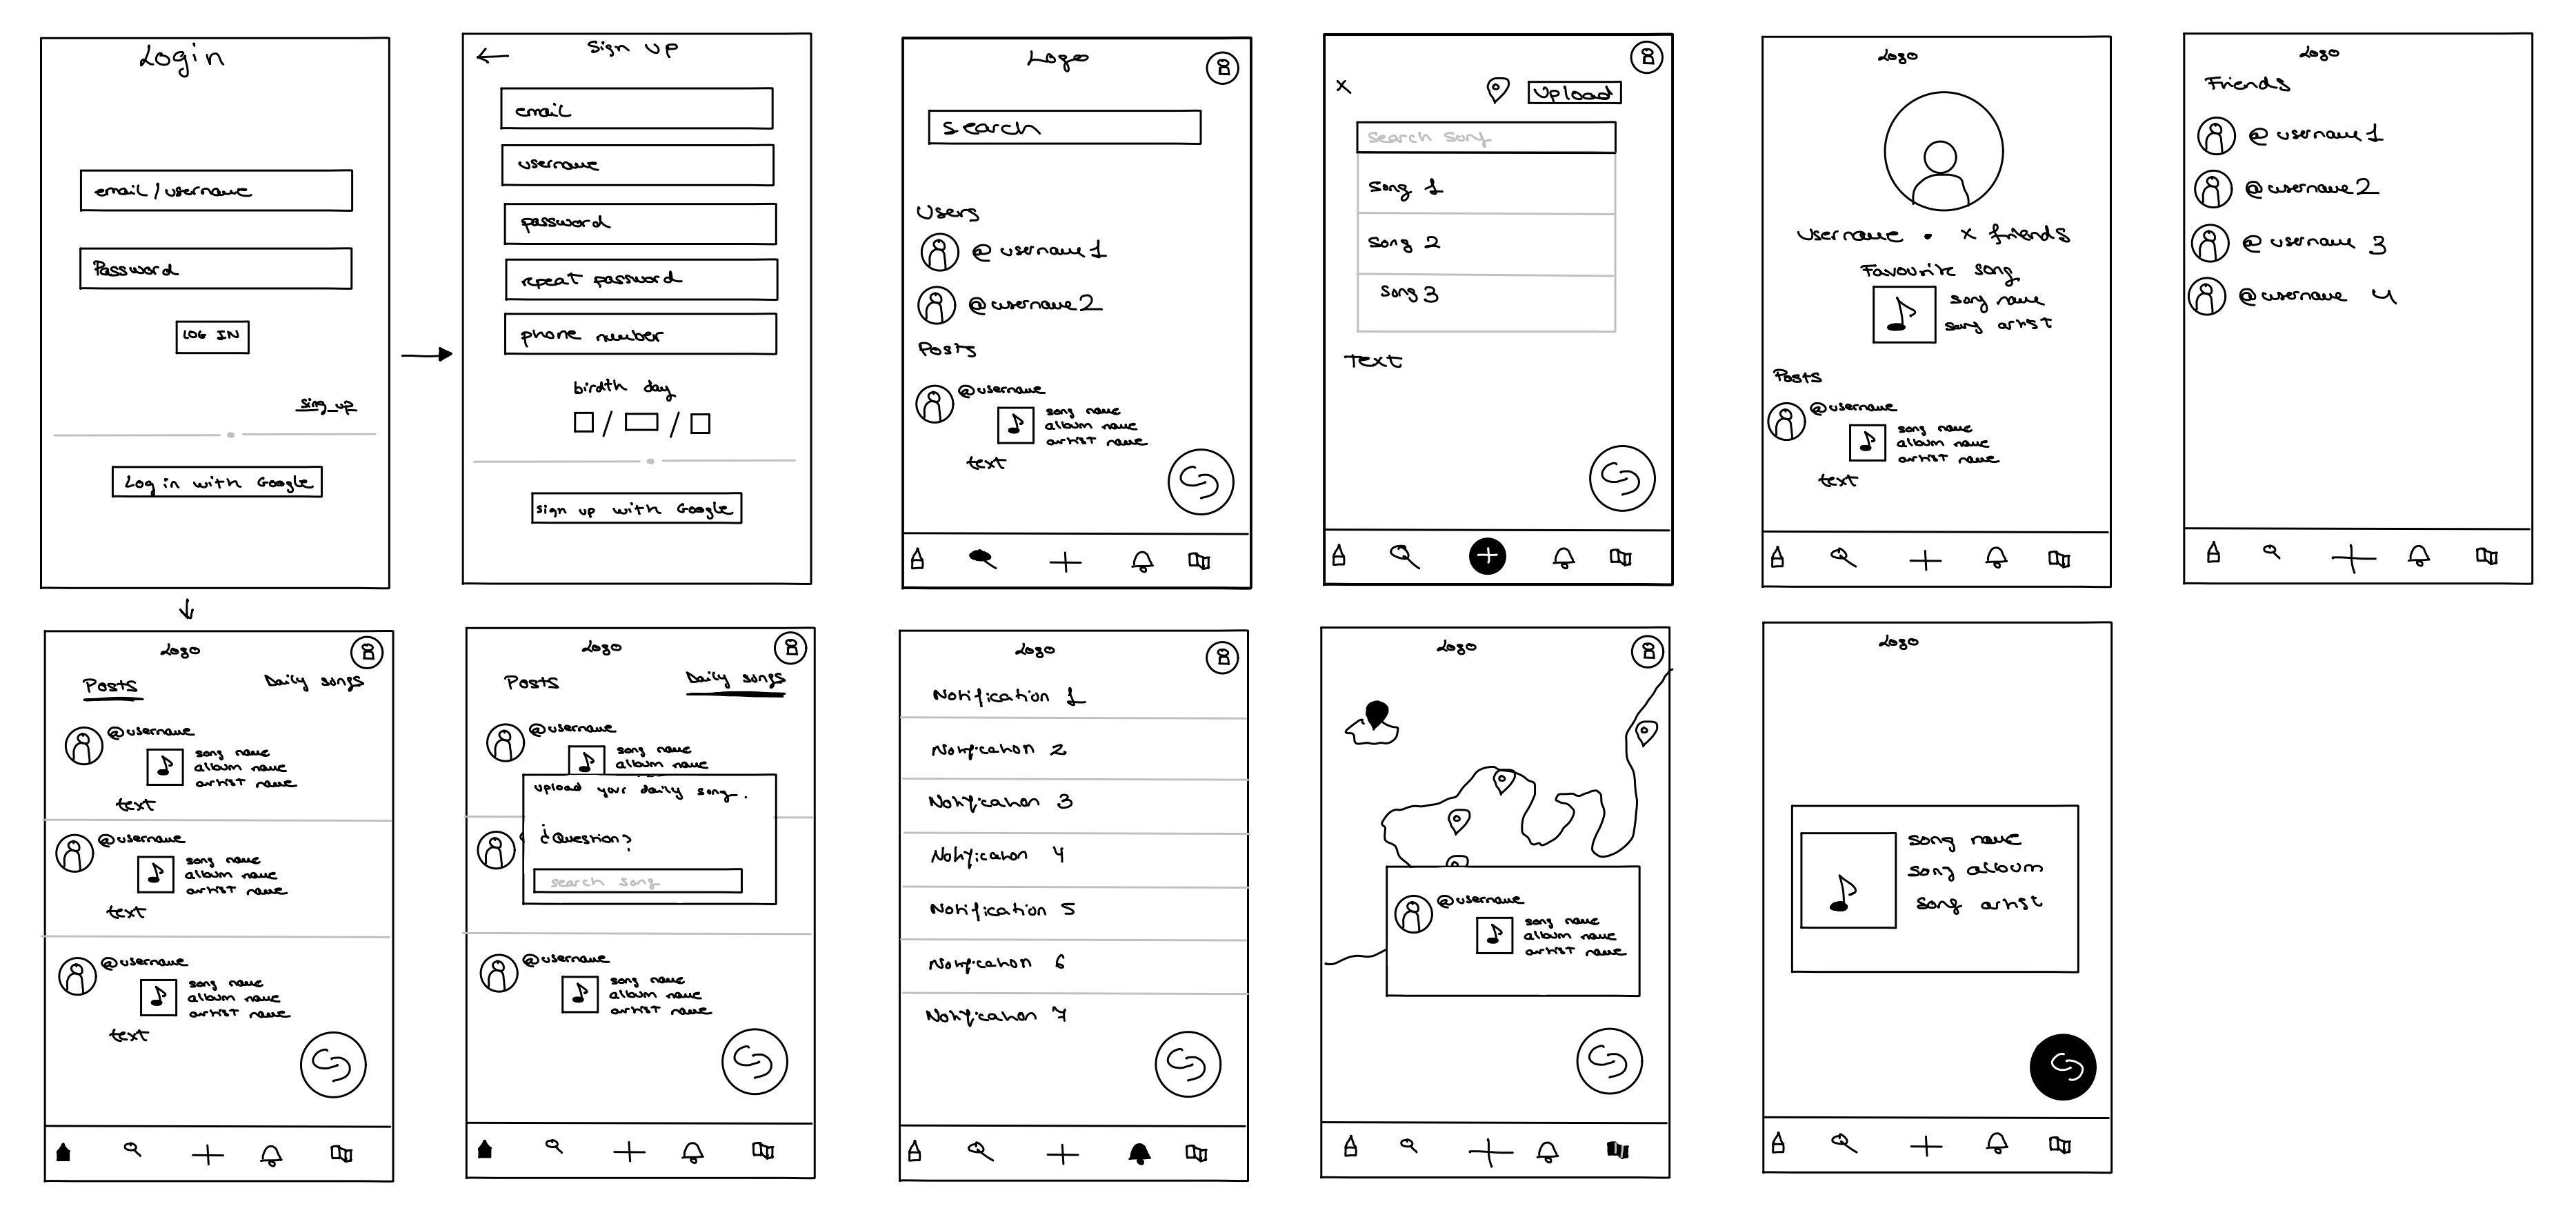 Login
email / username
Password
LOG IN
sing up
Log in with Google
Sign up
email
username
password
repeat password
phone number
birdth day
/ /
sign up with Google
Logo
search
Users
@ username 1
@ username 2
Posts
@username
song name
album name
artist name
text
x
Upload
Search song
Song 1
Song 2
Song 3
Text
Logo
Username • x friends
Favourite song
song name
song artist
Posts
@username
song name
album name
artist name
text
Logo
Friends
@ username 1
@ username 2
@ username 3
@ username 4
Logo
Posts Daily songs
@username
song name
album name
artist name
text
@username
song name
album name
artist name
text
@username
song name
album name
artist name
text
Logo
Posts Daily songs
@username
song name
album name
upload your daily song.
¿Question?
search song
@username
song name
album name
artist name
Logo
Notification 1
Notification 2
Notification 3
Notification 4
Notification 5
Notification 6
Notification 7
Logo
@username
song name
album name
artist name
Logo
song name
song album
song artist